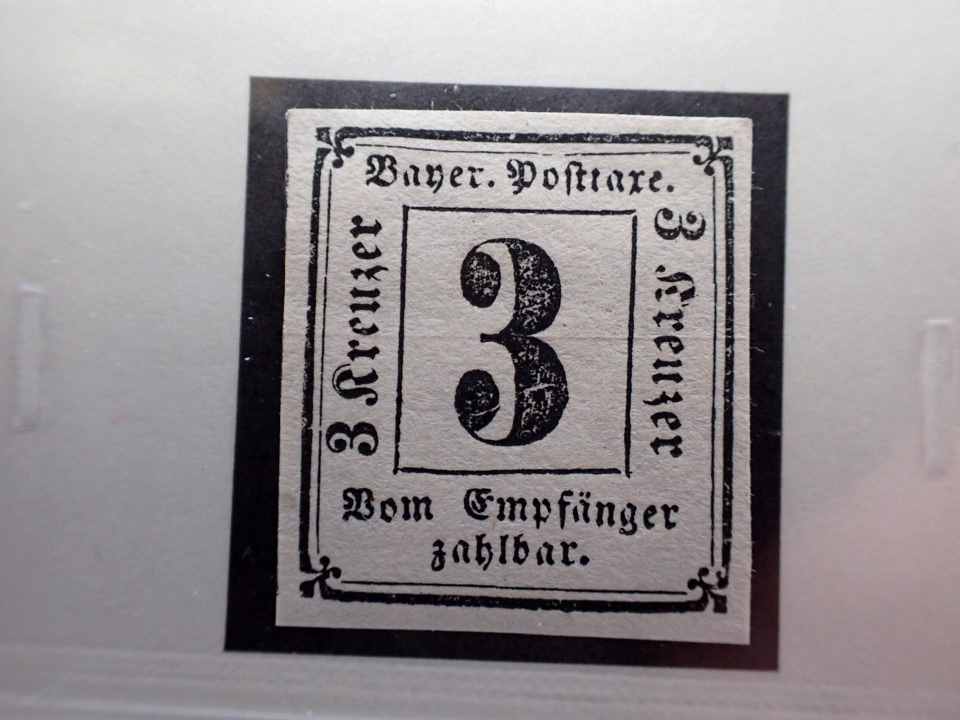 Bayer. Posttaxe.
3 Kreuzer
3
3 Kreuzer
Vom Empfänger
zahlbar.